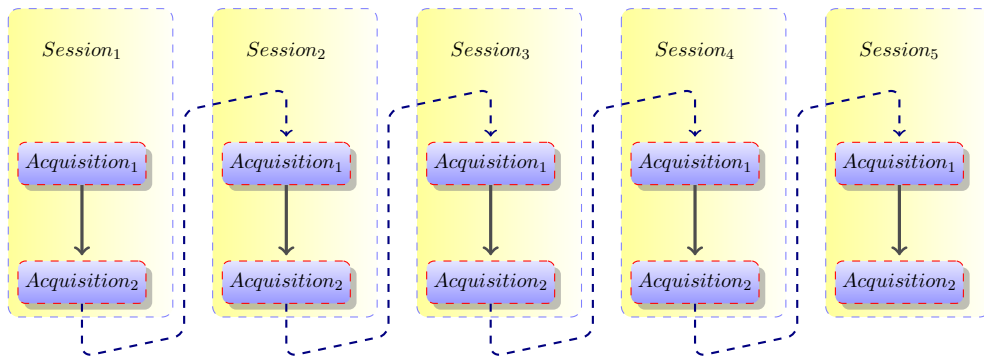 Session₁ Session₂ Session₃ Session₄ Session₅
Acquisition₁ Acquisition₁ Acquisition₁ Acquisition₁ Acquisition₁
Acquisition₂ Acquisition₂ Acquisition₂ Acquisition₂ Acquisition₂